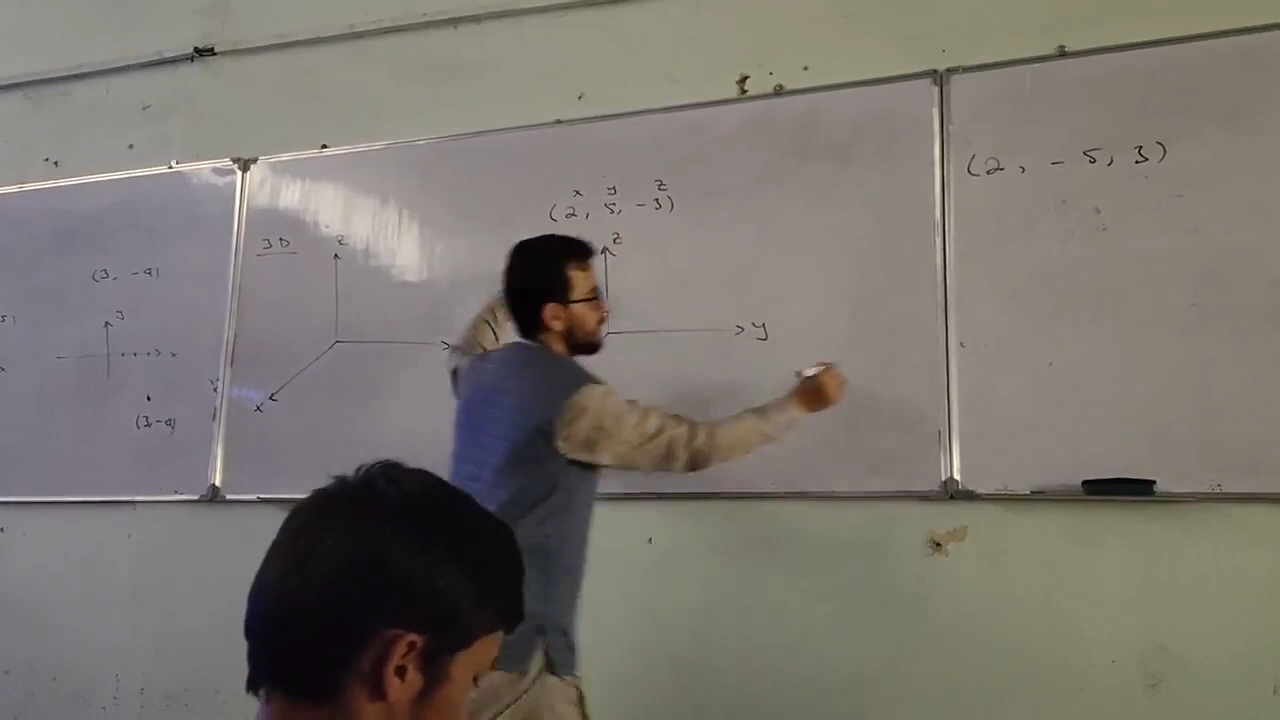 (3, -4)
y
x
(3,-4)
3D
z
x
x y z
(2, 5, -3)
z
y
(2, -5, 3)